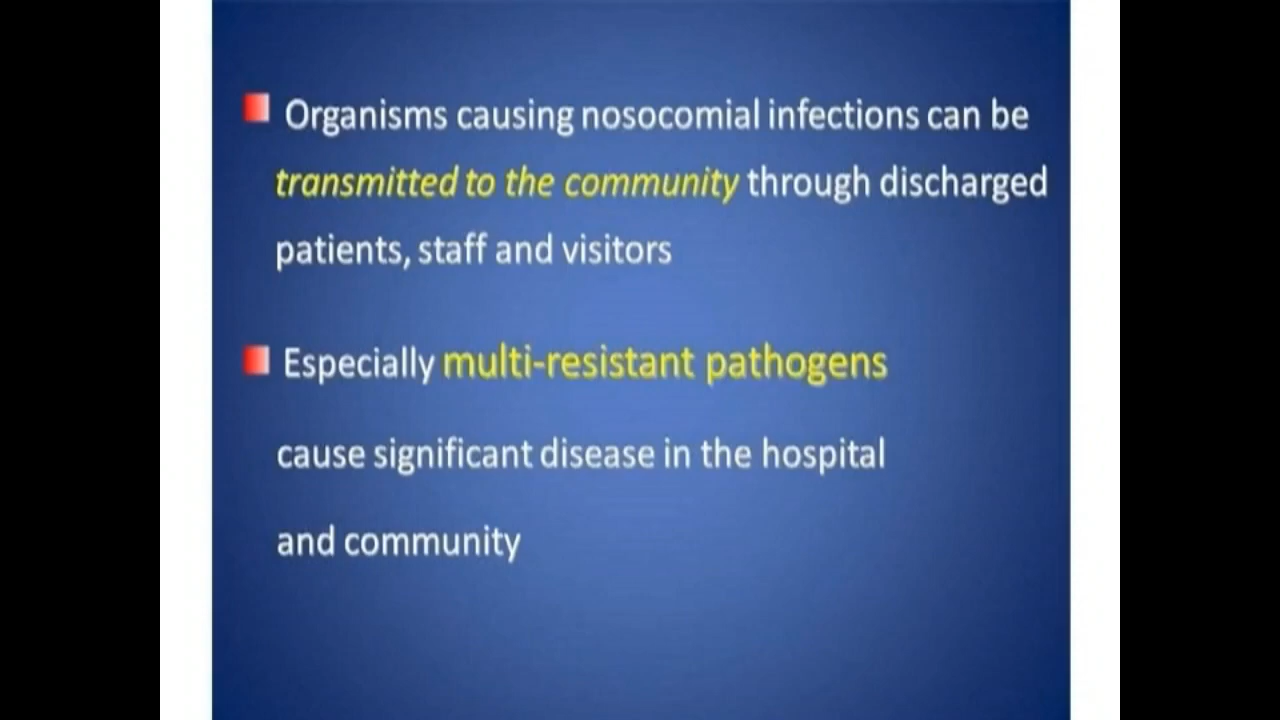 Organisms causing nosocomial infections can be
transmitted to the community through discharged
patients, staff and visitors
Especially multi-resistant pathogens
cause significant disease in the hospital
and community